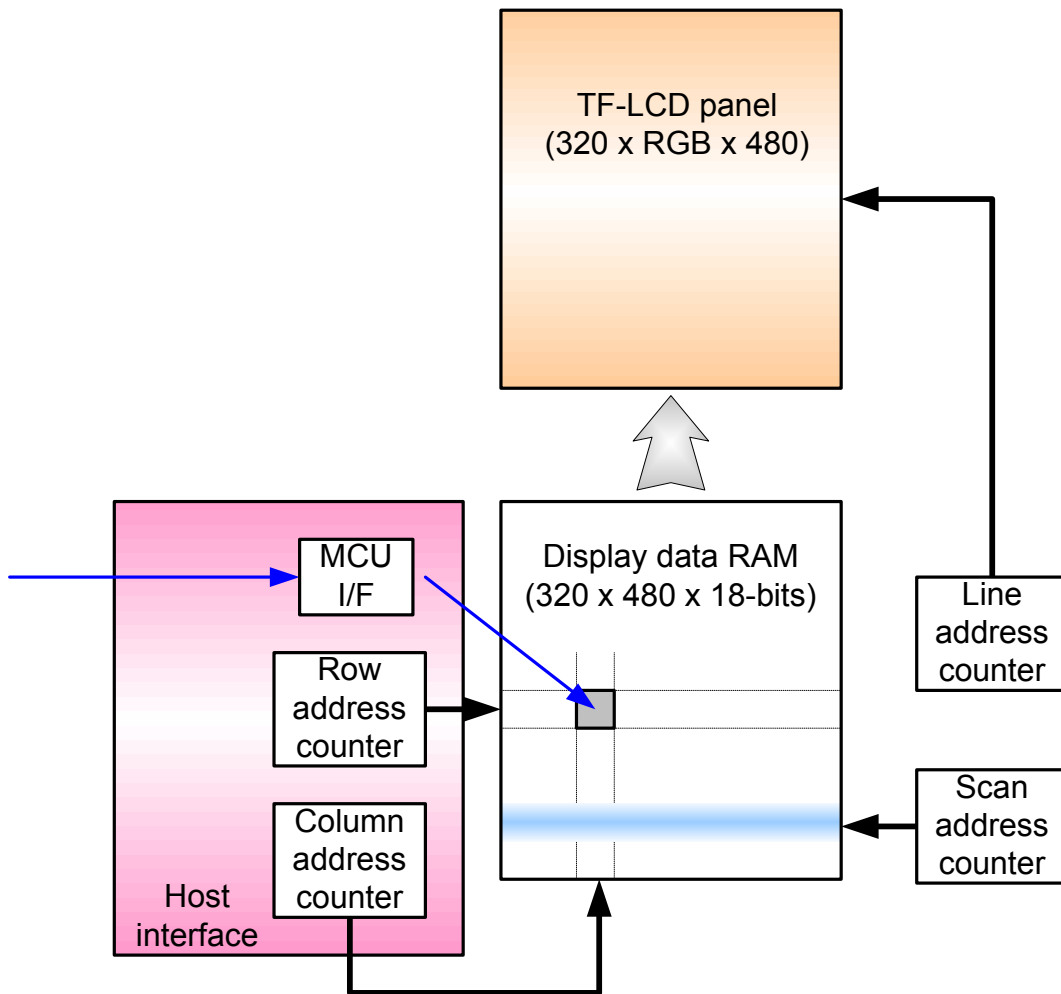 TF-LCD panel
(320 x RGB x 480)
MCU
I/F
Display data RAM
(320 x 480 x 18-bits)
Line
address
counter
Row
address
counter
Scan
address
counter
Column
address
counter
Host
interface